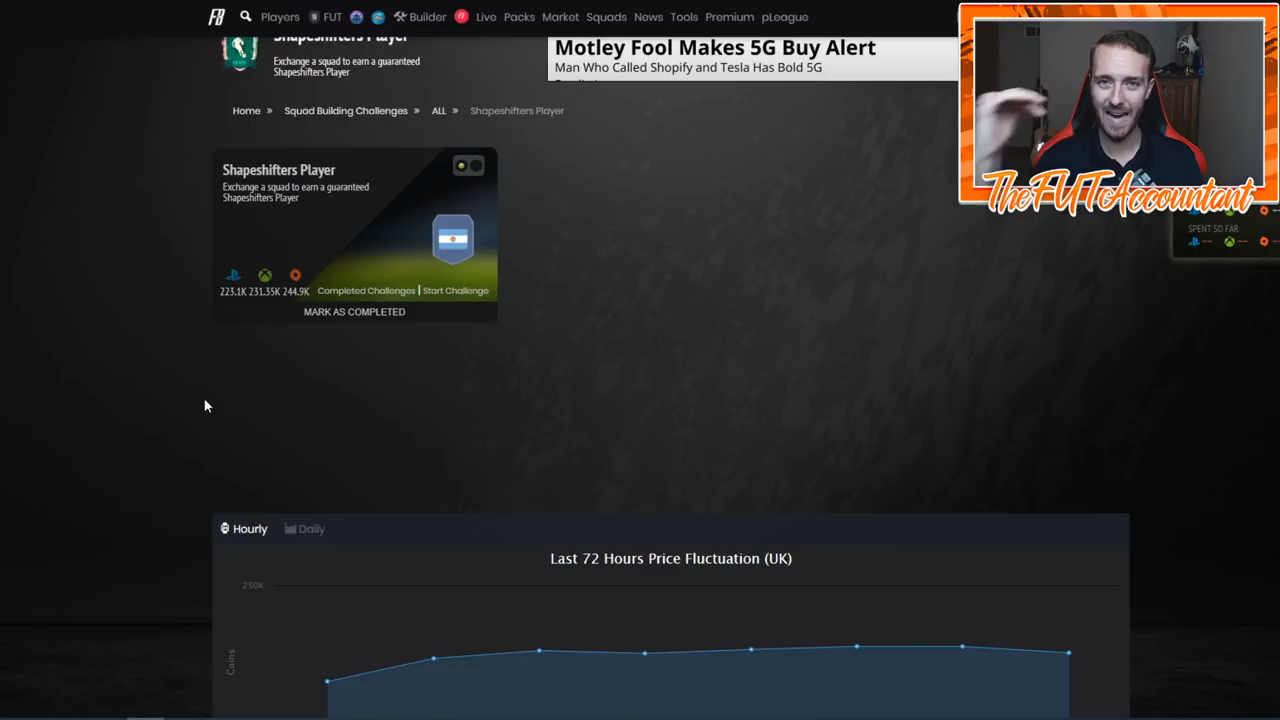 FB
Players
FUT
Builder
Live
Packs
Market
Squads
News
Tools
Premium
pLeague
Shapeshifters Player
Exchange a squad to earn a guaranteed
Shapeshifters Player
Motley Fool Makes 5G Buy Alert
Man Who Called Shopify and Tesla Has Bold 5G
TheFUTAccountant
SPENT SO FAR
Home »
Squad Building Challenges »
ALL »
Shapeshifters Player
Shapeshifters Player
Exchange a squad to earn a guaranteed
Shapeshifters Player
223.1K 231.35K 244.9K
Completed Challenges | Start Challenge
MARK AS COMPLETED
Hourly
Daily
Last 72 Hours Price Fluctuation (UK)
250k
Coins